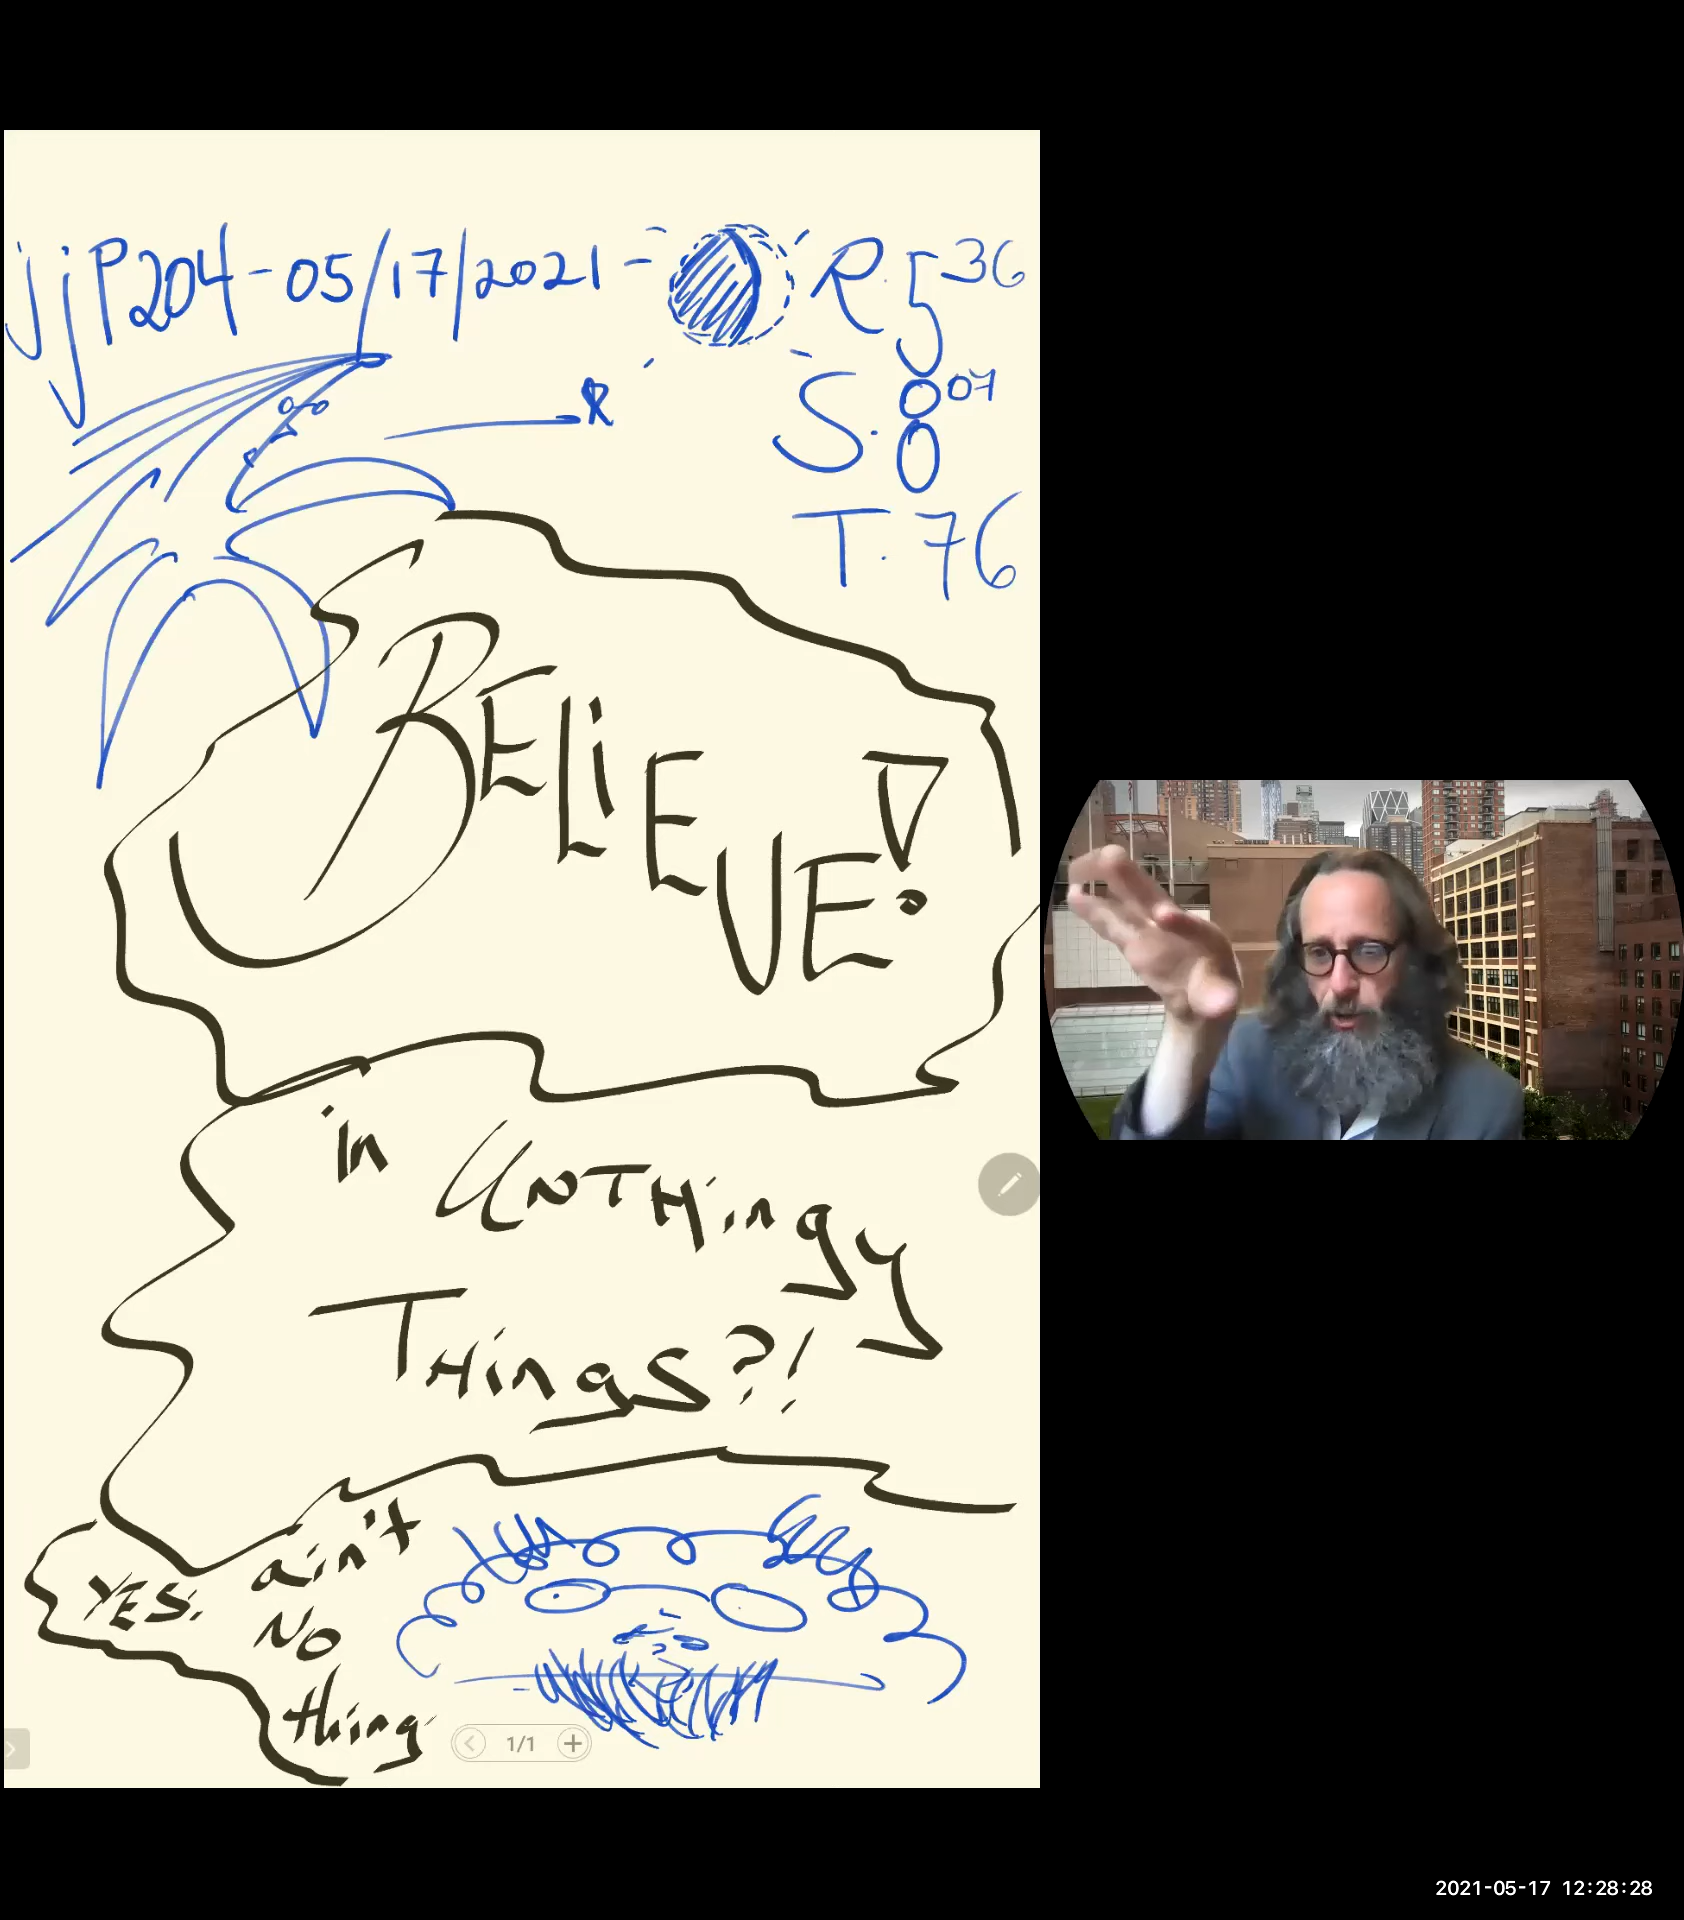 jjP204-05/17/2021-
R. 5 36
S. 8 07
0
T. 76
BELiEVE!
in UNTHingy
THings?!
YES. ain't
NO
thing
1/1
2021-05-17 12:28:28